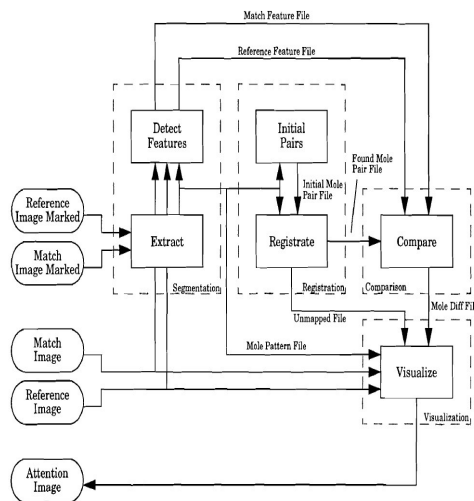 Match Feature File
Reference Feature File
Detect
Features
Initial
Pairs
Found Mole
Pair File
Initial Mole
Pair File
Reference
Image Marked
Extract
Registrate
Compare
Match
Image Marked
Segmentation
Registration
Comparison
Unmapped File
Mole Diff File
Match
Image
Mole Pattern File
Visualize
Reference
Image
Visualization
Attention
Image